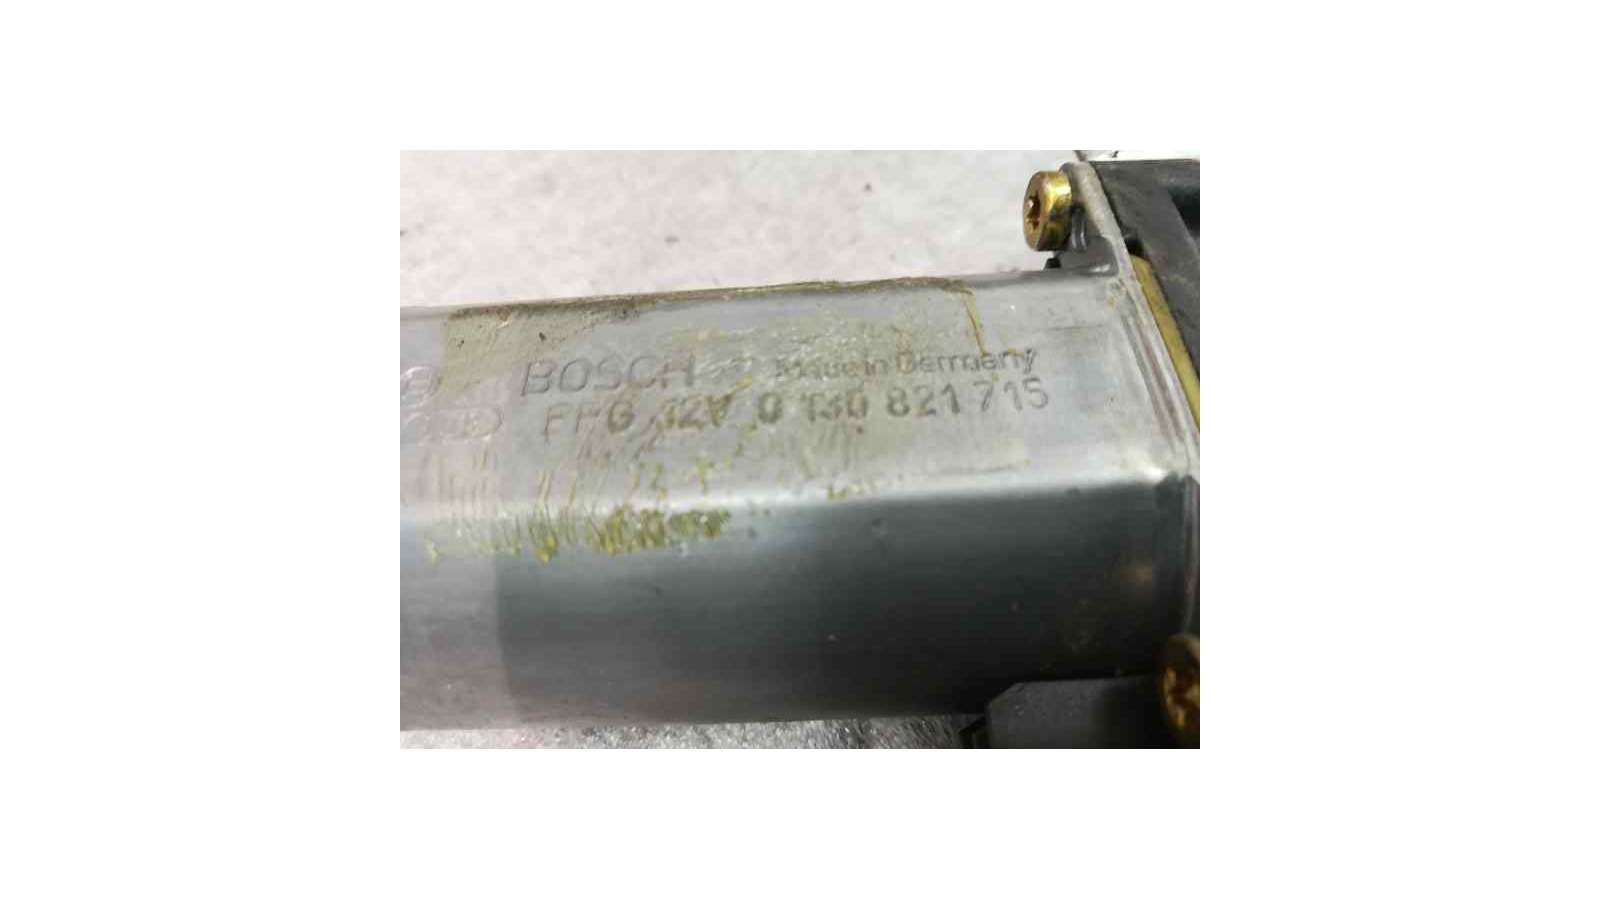 BOSCH Made in Germany
FPG 12V 0 130 821 715